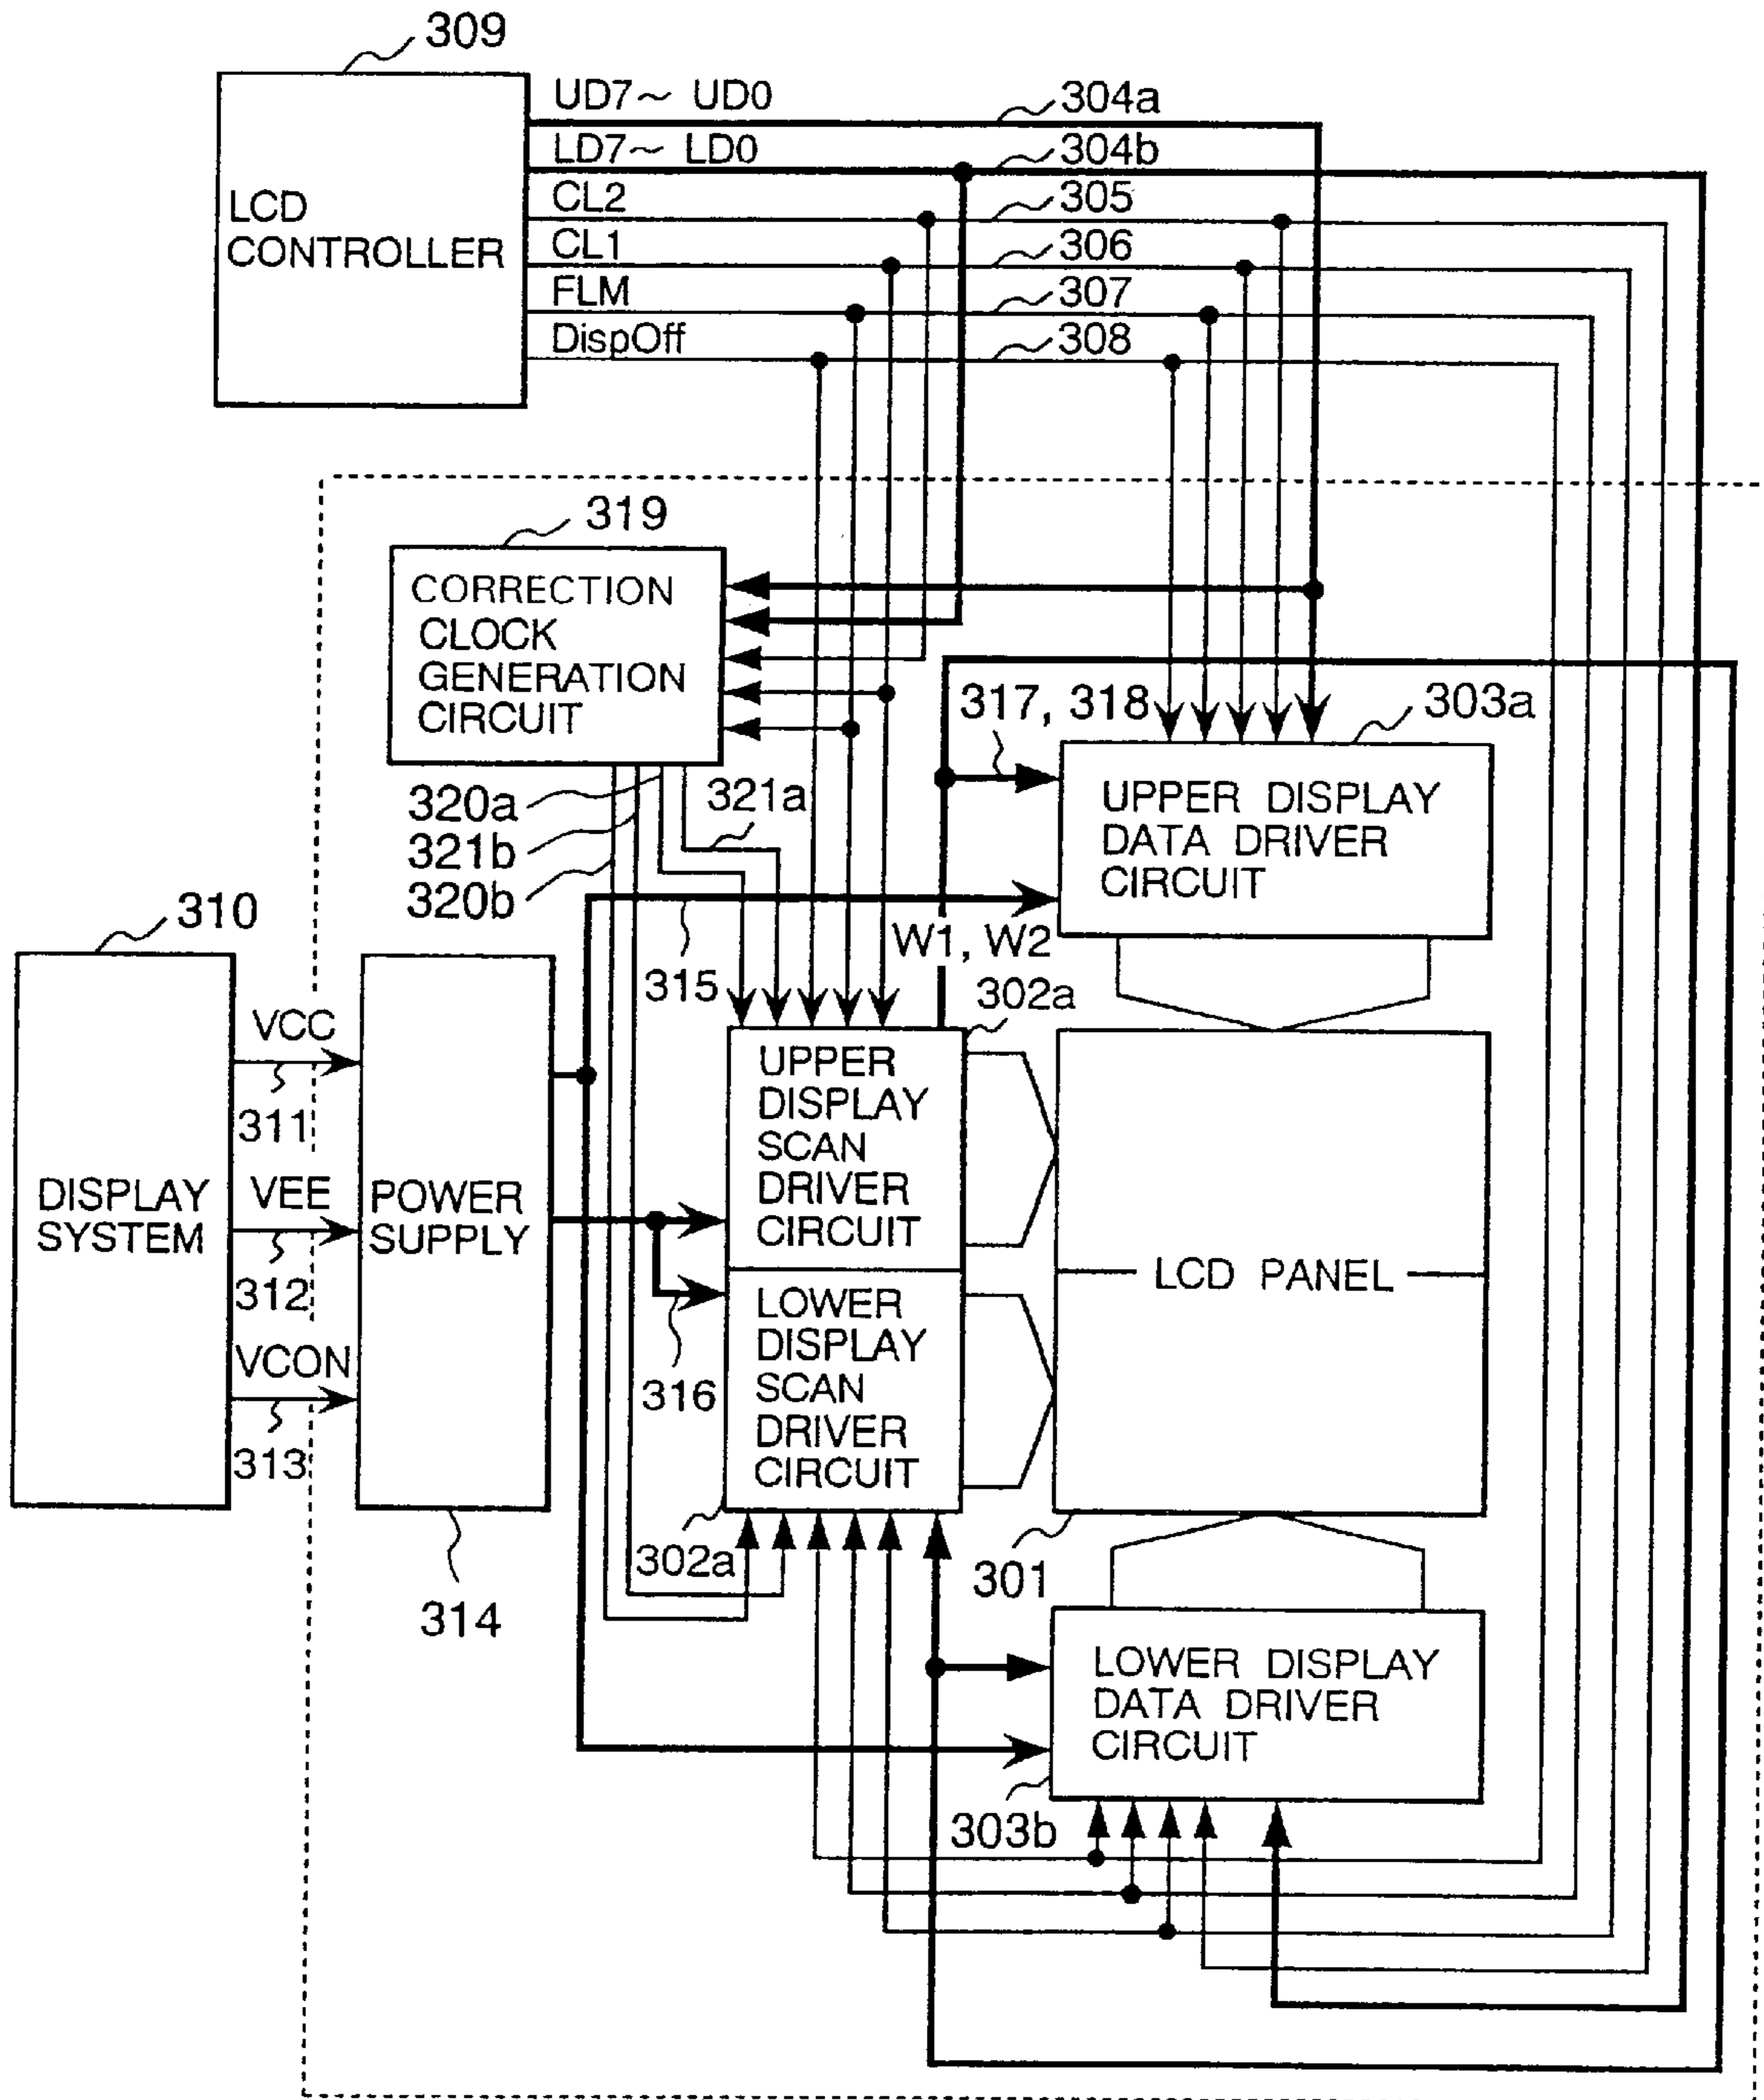 309
LCD
CONTROLLER
UD7~ UD0
304a
LD7~ LD0
304b
CL2
305
CL1
306
FLM
307
DispOff
308
319
CORRECTION
CLOCK
GENERATION
CIRCUIT
317, 318
303a
UPPER DISPLAY
DATA DRIVER
CIRCUIT
320a
321a
321b
320b
315
W1, W2
302a
310
DISPLAY
SYSTEM
VCC
311
VEE
312
VCON
313
POWER
SUPPLY
314
UPPER
DISPLAY
SCAN
DRIVER
CIRCUIT
316
LOWER
DISPLAY
SCAN
DRIVER
CIRCUIT
302a
LCD PANEL
301
LOWER DISPLAY
DATA DRIVER
CIRCUIT
303b